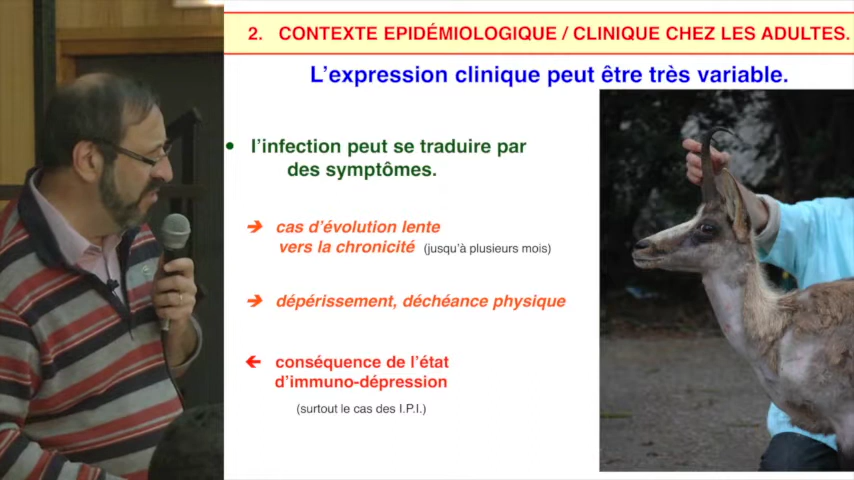 2. CONTEXTE EPIDÉMIOLOGIQUE / CLINIQUE CHEZ LES ADULTES.
L'expression clinique peut être très variable.
• l'infection peut se traduire par
des symptômes.
➔ cas d'évolution lente
vers la chronicité (jusqu'à plusieurs mois)
➔ dépérissement, déchéance physique
← conséquence de l'état
d'immuno-dépression
(surtout le cas des I.P.I.)